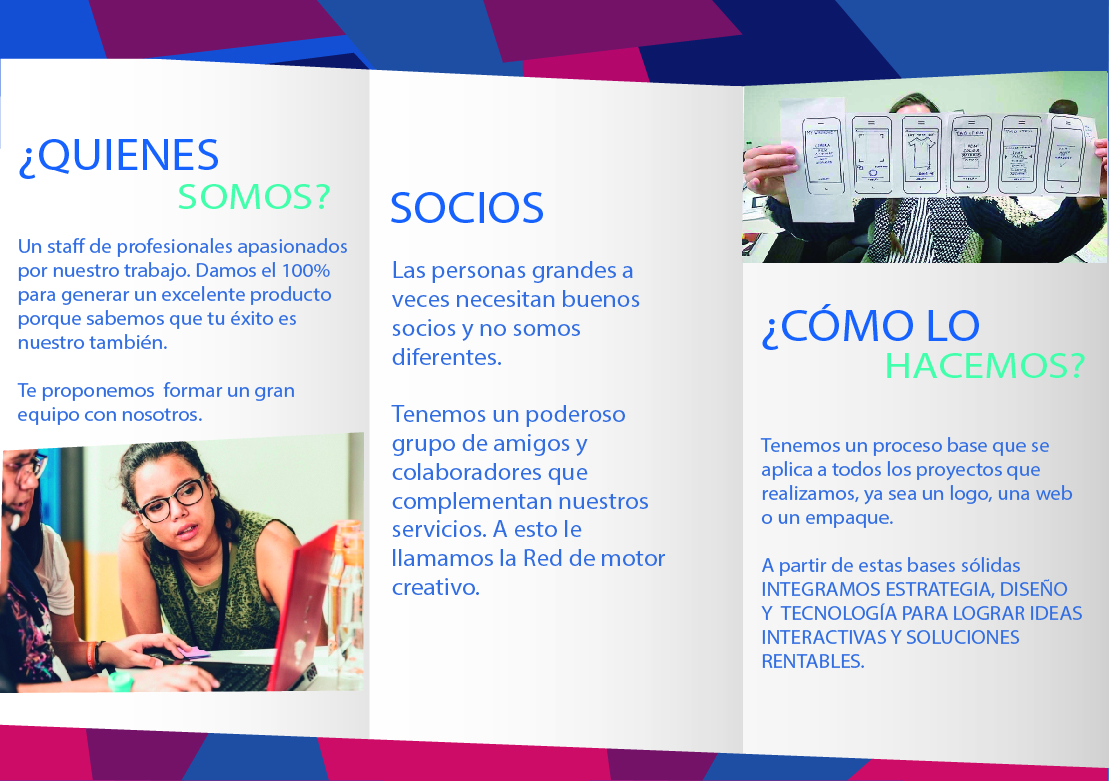 ¿QUIENES
SOMOS?
Un staff de profesionales apasionados
por nuestro trabajo. Damos el 100%
para generar un excelente producto
porque sabemos que tu éxito es
nuestro también.
Te proponemos formar un gran
equipo con nosotros.
SOCIOS
Las personas grandes a
veces necesitan buenos
socios y no somos
diferentes.
Tenemos un poderoso
grupo de amigos y
colaboradores que
complementan nuestros
servicios. A esto le
llamamos la Red de motor
creativo.
¿CÓMO LO
HACEMOS?
Tenemos un proceso base que se
aplica a todos los proyectos que
realizamos, ya sea un logo, una web
o un empaque.
A partir de estas bases sólidas
INTEGRAMOS ESTRATEGIA, DISEÑO
Y TECNOLOGÍA PARA LOGRAR IDEAS
INTERACTIVAS Y SOLUCIONES
RENTABLES.